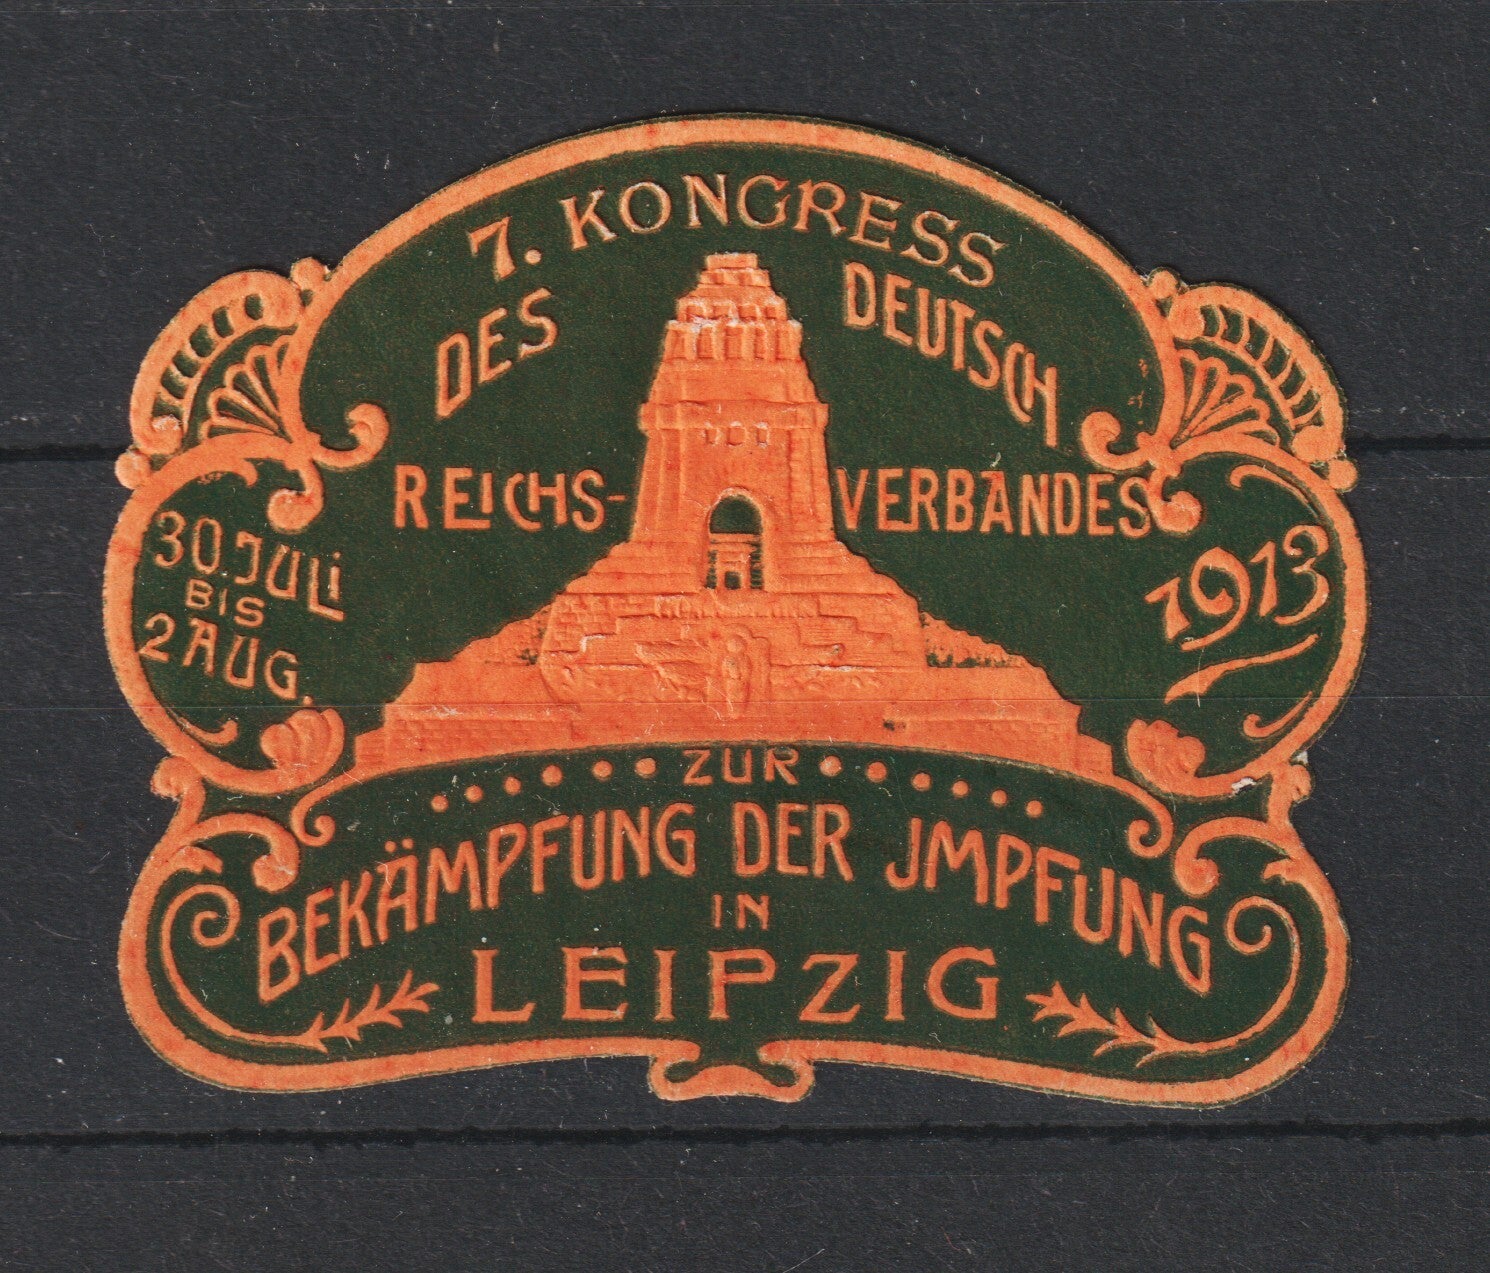 7. KONGRESS
DES DEUTSCH
REICHS- VERBANDES
30. JULI
BIS
2 AUG.
1913
ZUR
BEKÄMPFUNG DER JMPFUNG
IN
LEIPZIG